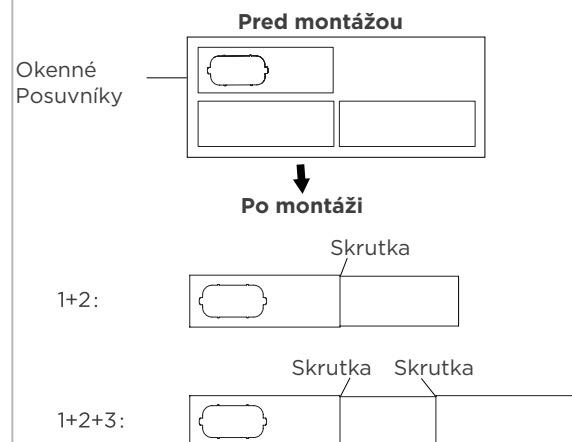 Pred montážou
Okenné
Posuvníky
Po montáži
Skrutka
1+2:
Skrutka Skrutka
1+2+3: